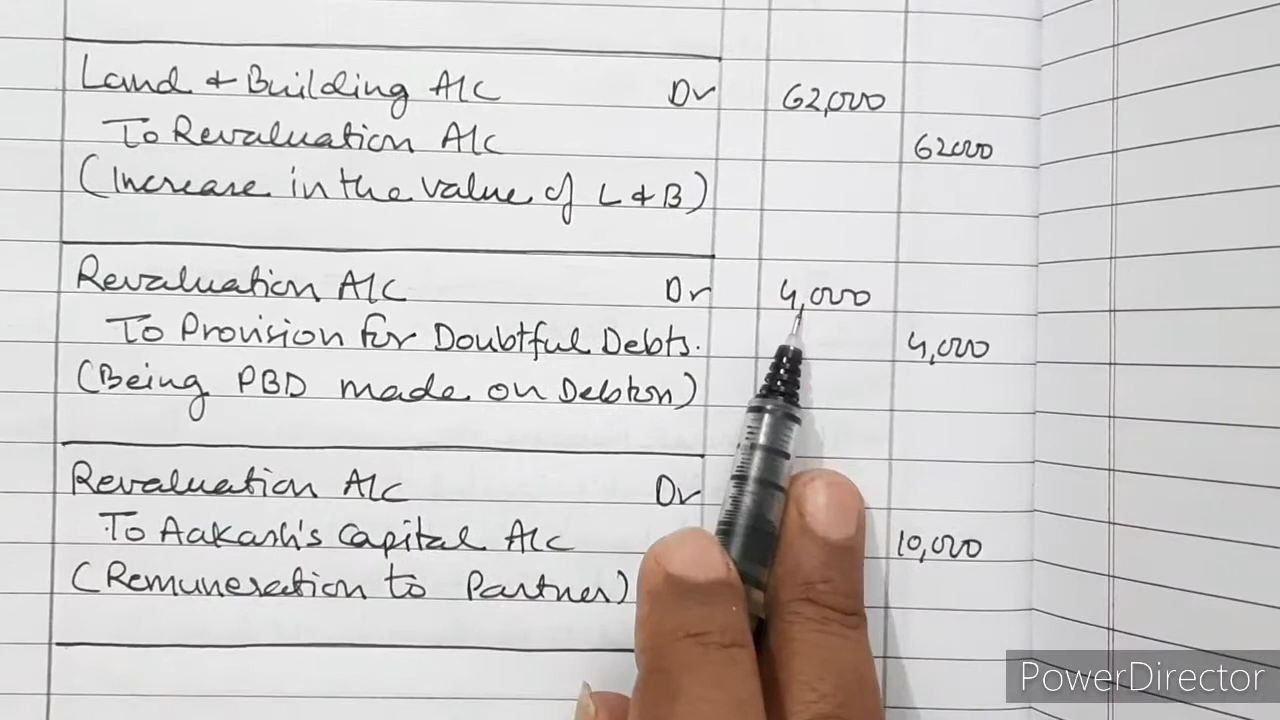 Land & Building A/C Dr 62,000
To Revaluation A/C 62000
(Increase in the value of L & B)
Revaluation A/C Dr 4,000
To Provision for Doubtful Debts. 4,000
(Being PBD made on Debtors)
Revaluation A/C Dr
To Aakash's Capital A/C 10,000
(Remuneration to Partner)
PowerDirector